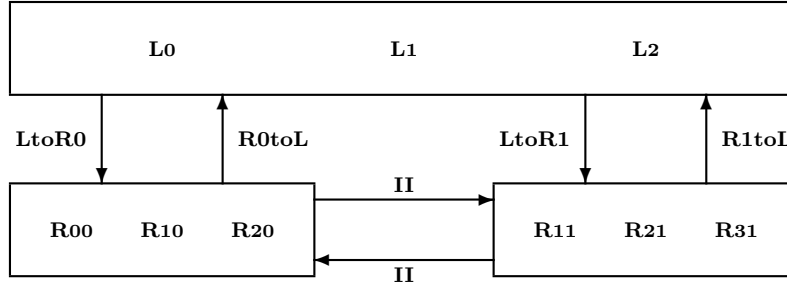 L0 L1 L2
LtoR0 R0toL LtoR1 R1toL
II
R00 R10 R20 R11 R21 R31
II